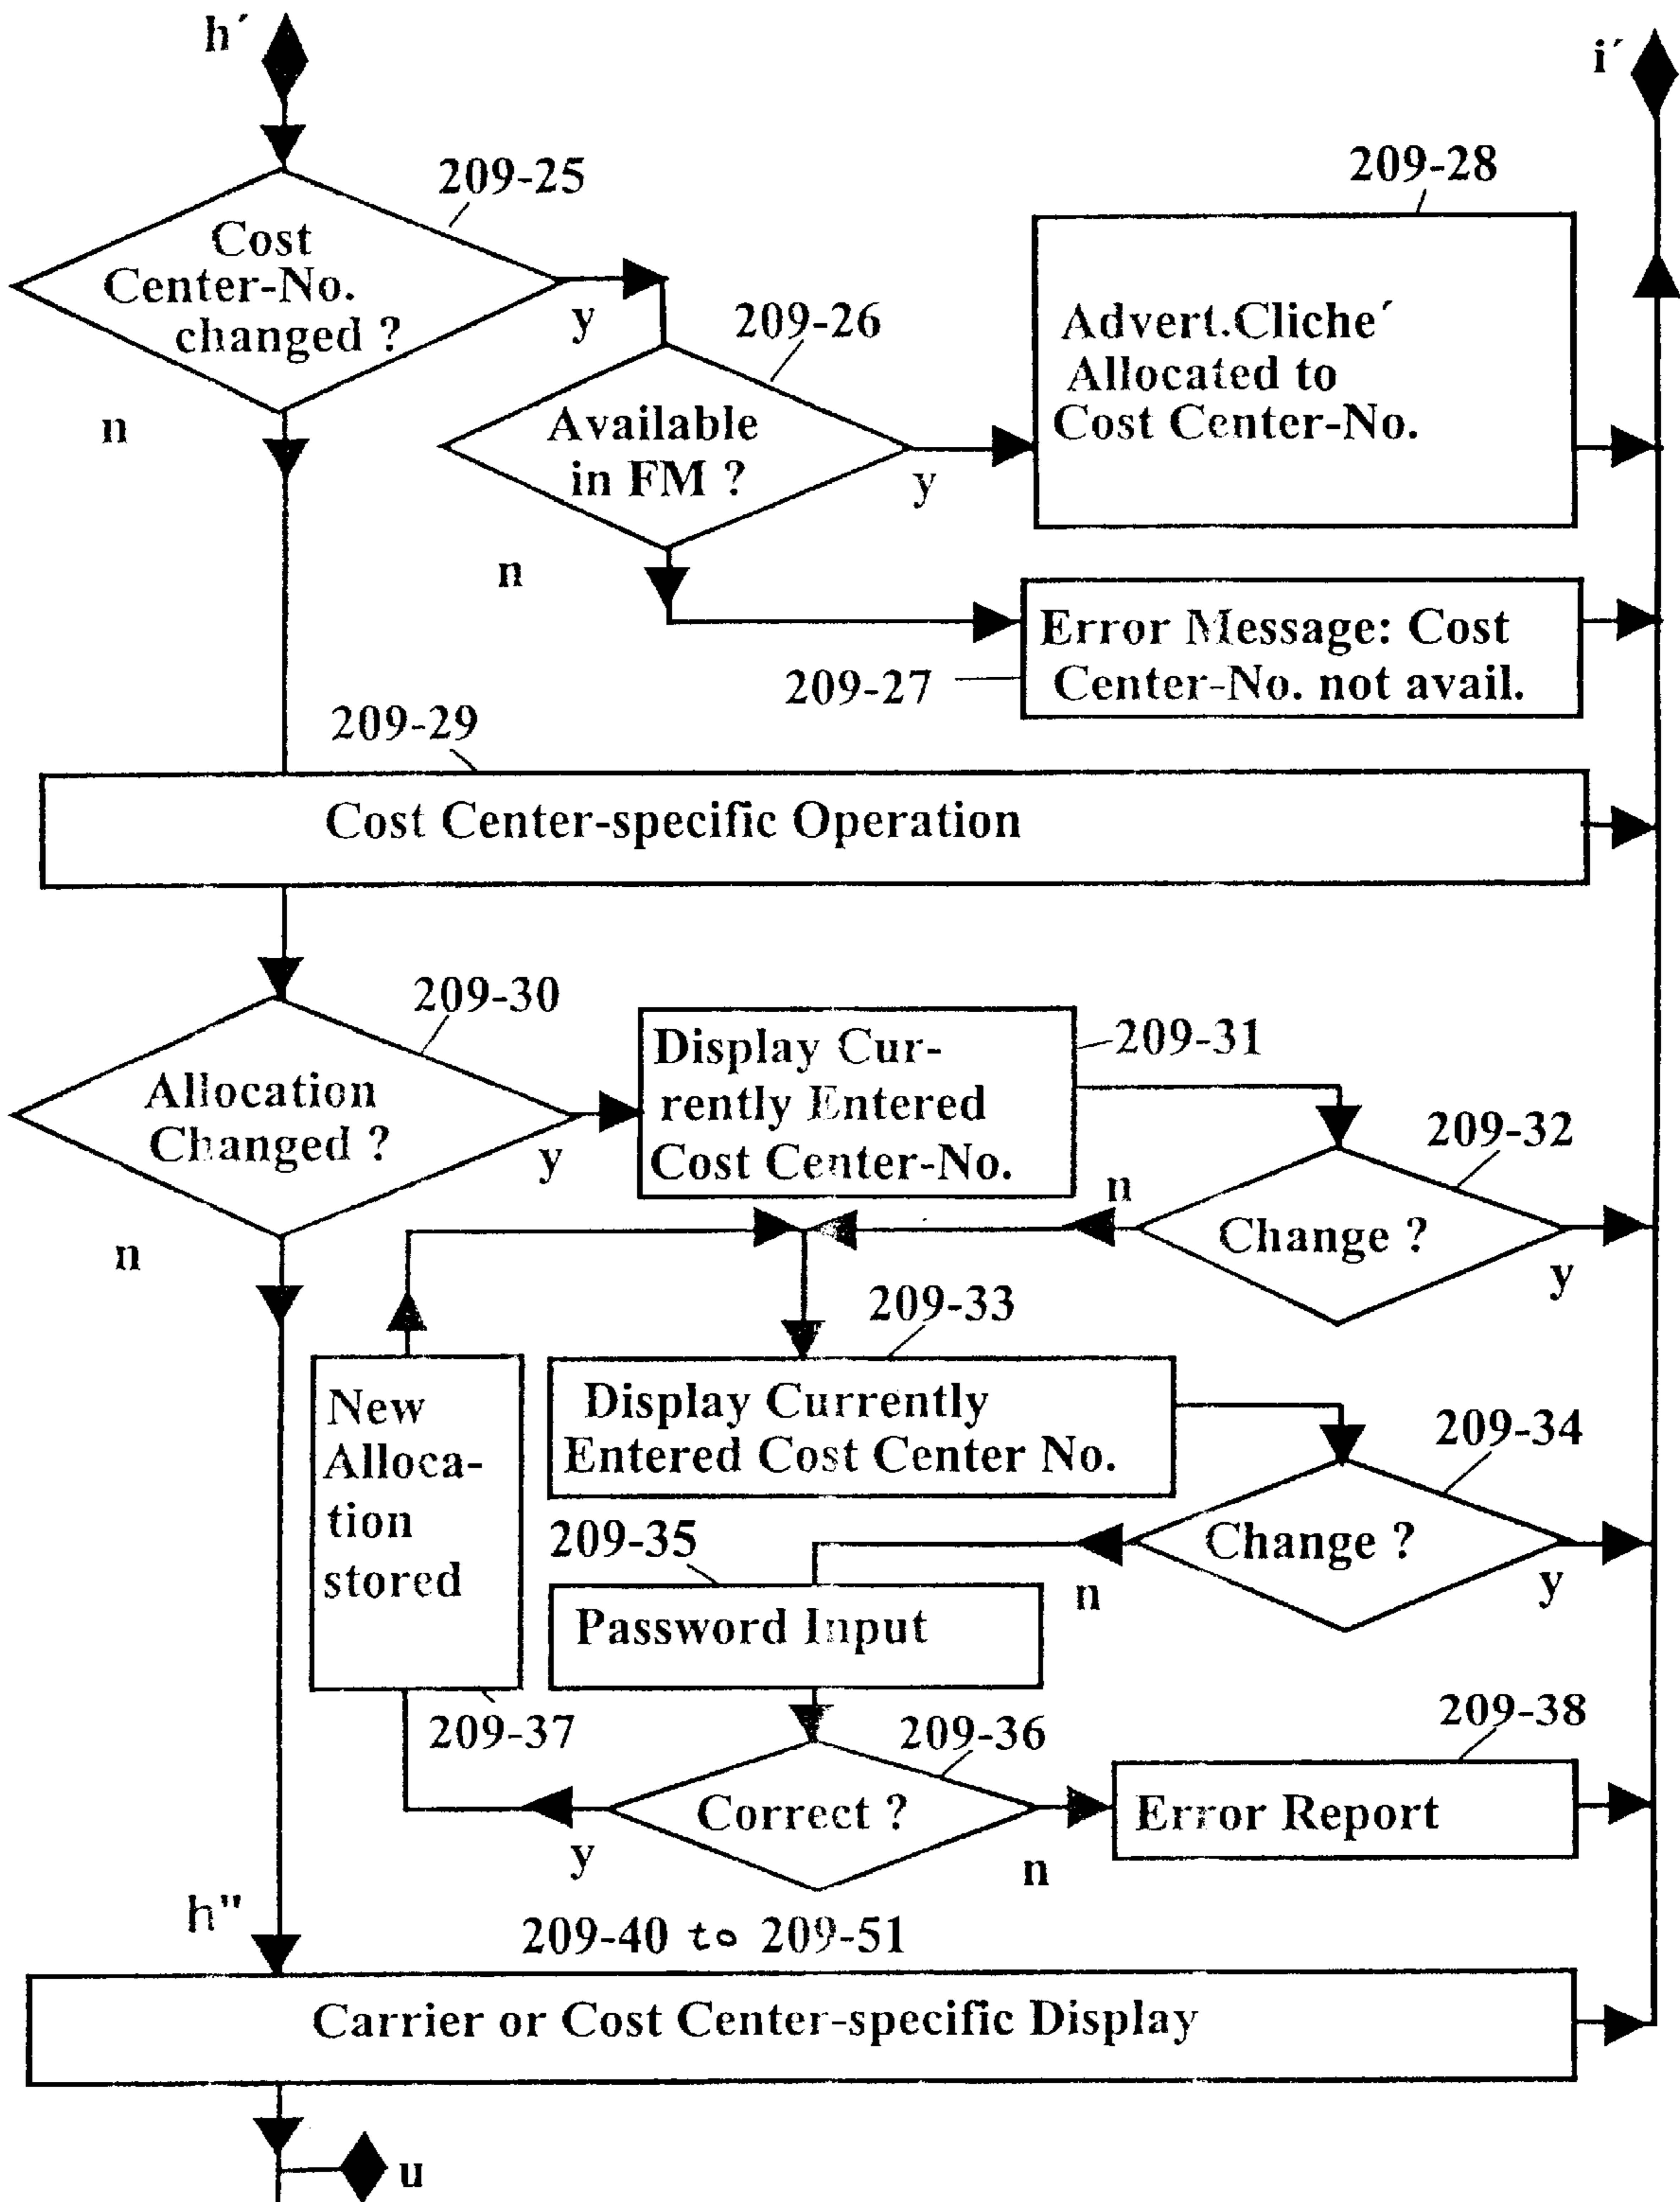 h´
i´
209-25
209-28
Cost
Center-No.
changed ?
y
n
209-26
Available
in FM ?
y
n
Advert.Cliche´
Allocated to
Cost Center-No.
Error Message: Cost
Center-No. not avail.
209-27
209-29
Cost Center-specific Operation
209-30
Allocation
Changed ?
y
n
Display Cur-
rently Entered
Cost Center-No.
209-31
209-32
Change ?
n
y
209-33
Display Currently
Entered Cost Center No.
209-34
Change ?
n
y
New
Alloca-
tion
stored
209-35
Password Input
209-37
209-36
Correct ?
y
n
209-38
Error Report
h"
209-40 to 209-51
Carrier or Cost Center-specific Display
u